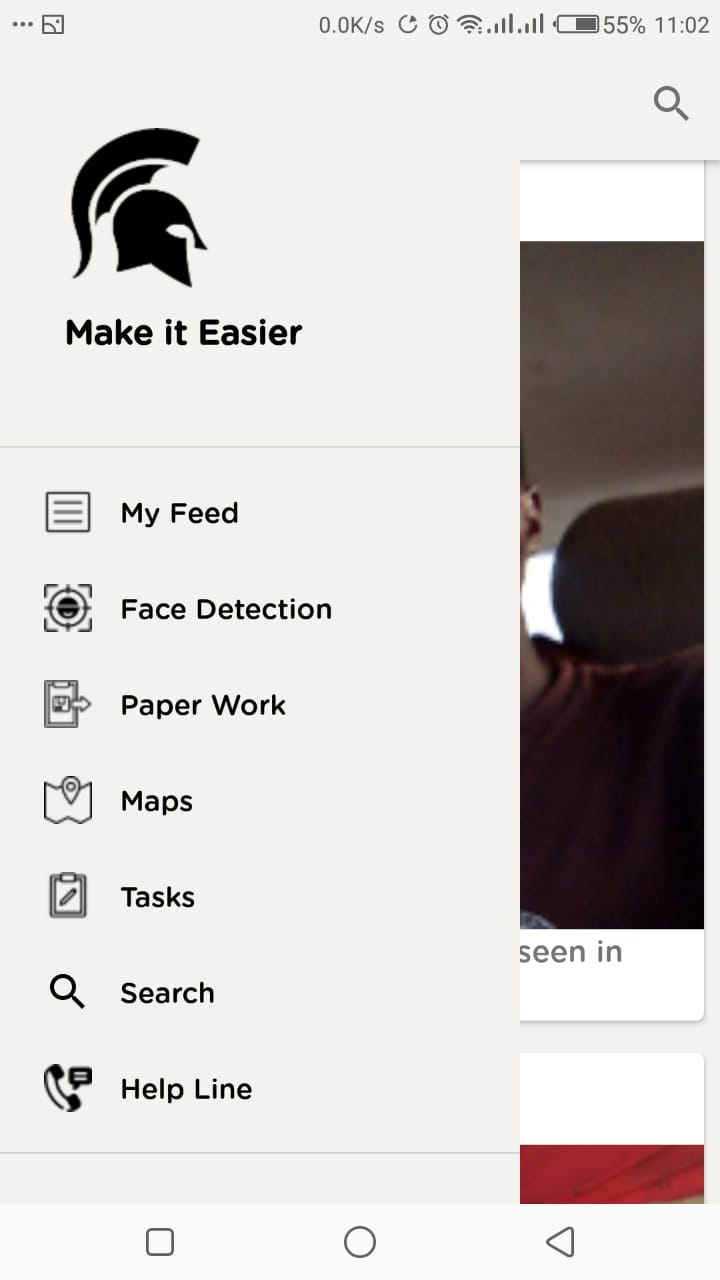 0.0K/s 55% 11:02
Make it Easier
My Feed
Face Detection
Paper Work
Maps
Tasks
seen in
Search
Help Line